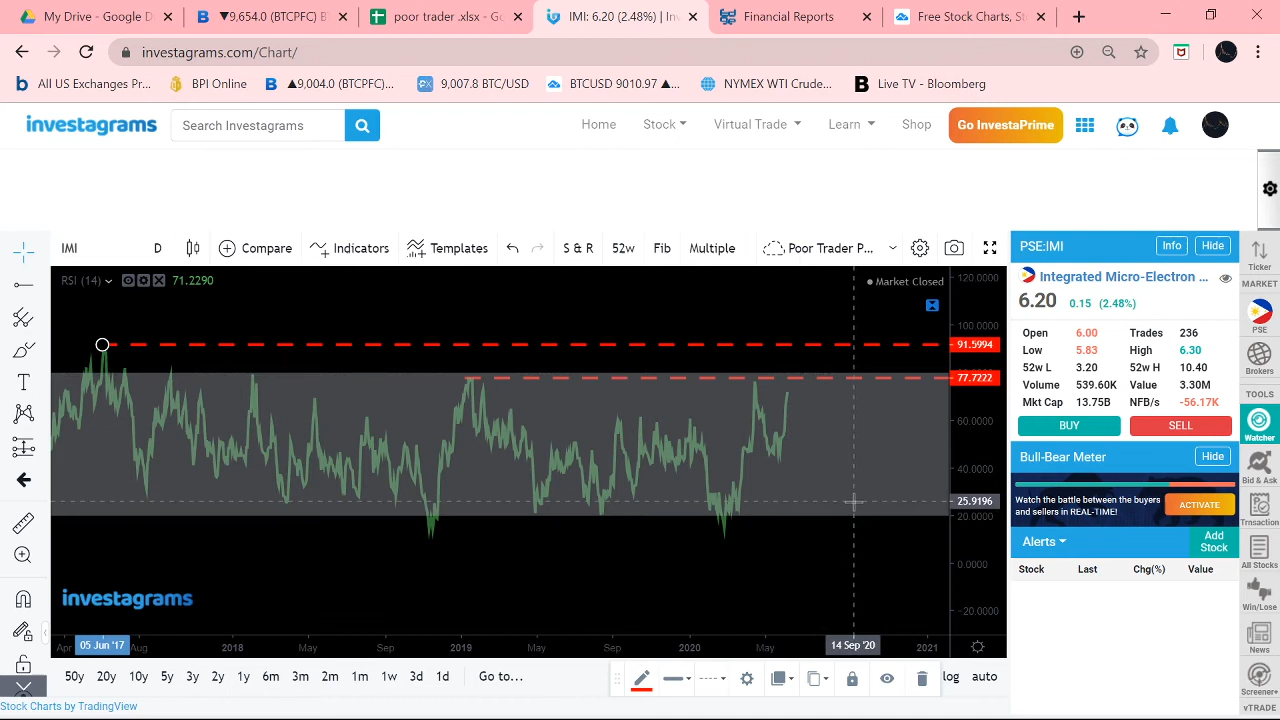 My Drive - G
▼9,654.0 (BTCPFC) B
poor trader .xlsx - Go
IMI: 6.20 (2.48%) | Inv
Financial Reports
Free Stock Charts, St
investagrams.com/Chart/
All US Exchanges Pr...
BPI Online
▲9,004.0 (BTCPFC)...
9,007.8 BTC/USD
BTCUSD 9010.97 ▲...
NYMEX WTI Crude...
Live TV - Bloomberg
investagrams
Search Investagrams
Home
Stock
Virtual Trade
Learn
Shop
Go InvestaPrime
IMI
D
Compare
Indicators
Templates
S & R
52w
Fib
Multiple
Poor Trader P...
PSE:IMI
Info
Hide
Ticker
RSI (14)
71.2290
Market Closed
120.0000
100.0000
91.5994
77.7222
60.0000
40.0000
25.9196
20.0000
0.0000
-20.0000
Integrated Micro-Electron ...
6.20 0.15 (2.48%)
Open 6.00 Trades 236
Low 5.83 High 6.30
52w L 3.20 52w H 10.40
Volume 539.60K Value 3.30M
Mkt Cap 13.75B NFB/s -56.17K
BUY
SELL
Bull-Bear Meter
Hide
Watch the battle between the buyers
and sellers in REAL-TIME!
ACTIVATE
Alerts
Add
Stock
Stock Last Chg(%) Value
MARKET
PSE
Brokers
TOOLS
Watcher
Bid & Ask
Trnsaction
All Stocks
Win/Lose
News
Screener+
vTRADE
investagrams
Apr
05 Jun '17
Aug
2018
May
Sep
2019
May
Sep
2020
May
14 Sep '20
2021
50y 20y 10y 5y 3y 2y 1y 6m 3m 2m 1m 1w 3d 1d Go to...
log auto
Stock Charts by TradingView